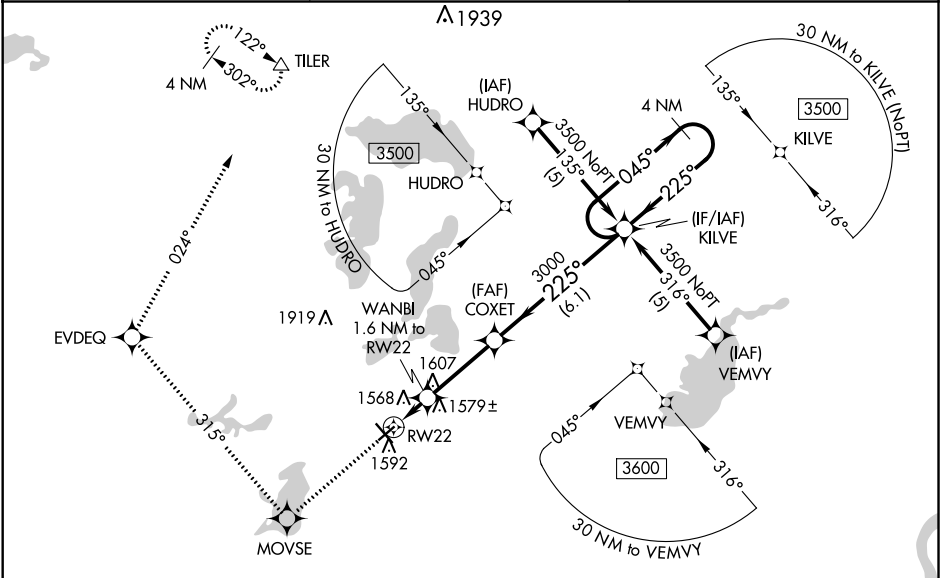 1939
122°
302°
4 NM
TILER
(IAF)
HUDRO
3500 NoPT
135°
(5)
4 NM
045°
225°
30 NM to KILVE (NoPT)
135°
3500
KILVE
316°
135°
3500
HUDRO
045°
30 NM to HUDRO
(IF/IAF)
KILVE
024°
3000
225°
(6.1)
(FAF)
COXET
3500 NoPT
316°
(5)
(IAF)
VEMVY
WANBI
1.6 NM to
RW22
1919
EVDEQ
1607
1568
1579±
RW22
1592
315°
MOVSE
VEMVY
045°
316°
3600
30 NM to VEMVY